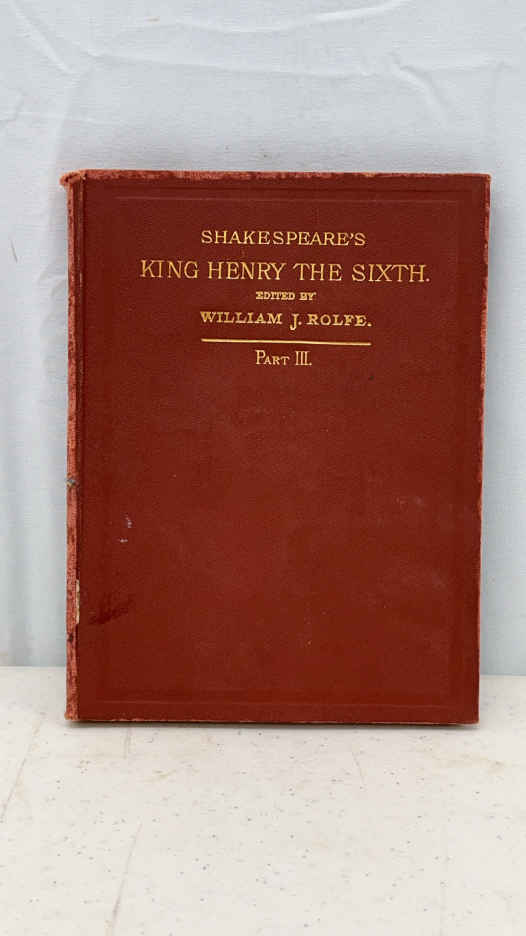 SHAKESPEARE'S
KING HENRY THE SIXTH.
EDITED BY
WILLIAM J. ROLFE.
PART III.